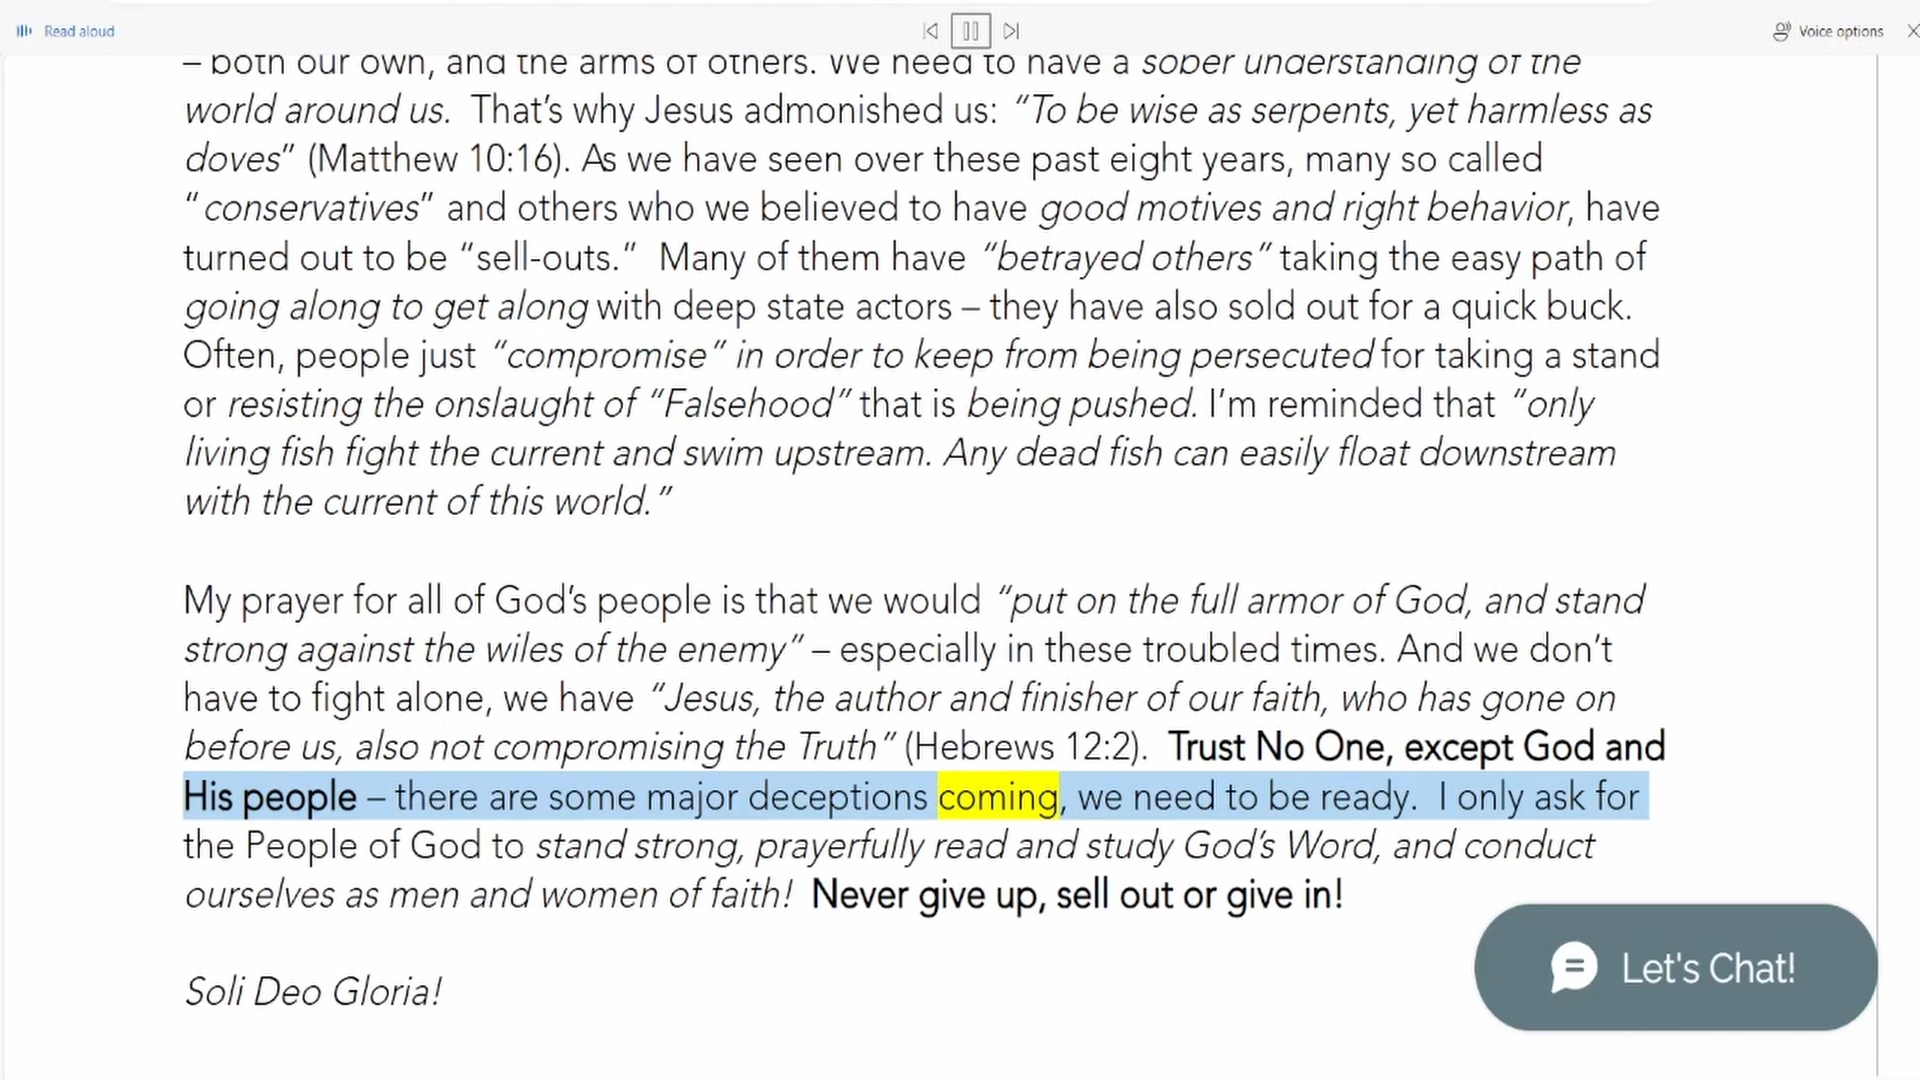 Read aloud
Voice options
– both our own, and the arms of others. We need to have a sober understanding of the
world around us. That’s why Jesus admonished us: “To be wise as serpents, yet harmless as
doves” (Matthew 10:16). As we have seen over these past eight years, many so called
“conservatives” and others who we believed to have good motives and right behavior, have
turned out to be “sell-outs.” Many of them have “betrayed others” taking the easy path of
going along to get along with deep state actors – they have also sold out for a quick buck.
Often, people just “compromise” in order to keep from being persecuted for taking a stand
or resisting the onslaught of “Falsehood” that is being pushed. I’m reminded that “only
living fish fight the current and swim upstream. Any dead fish can easily float downstream
with the current of this world.”
My prayer for all of God’s people is that we would “put on the full armor of God, and stand
strong against the wiles of the enemy” – especially in these troubled times. And we don’t
have to fight alone, we have “Jesus, the author and finisher of our faith, who has gone on
before us, also not compromising the Truth” (Hebrews 12:2). Trust No One, except God and
His people – there are some major deceptions coming, we need to be ready. I only ask for
the People of God to stand strong, prayerfully read and study God’s Word, and conduct
ourselves as men and women of faith! Never give up, sell out or give in!
Soli Deo Gloria!
Let's Chat!